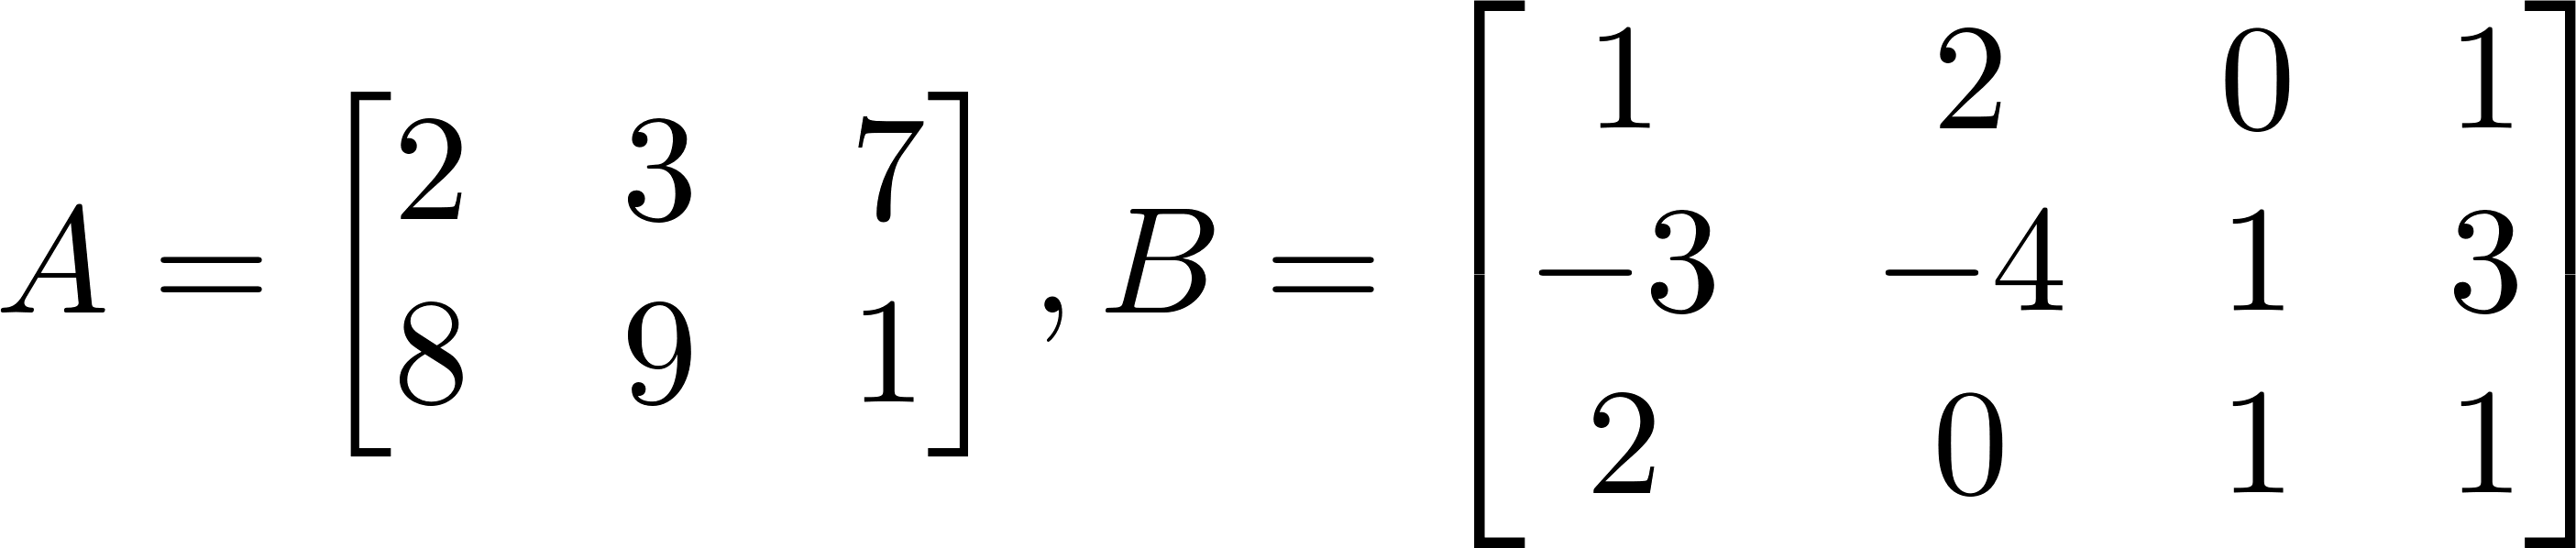 A = [2 3 7; 8 9 1], B = [1 2 0 1; -3 -4 1 3; 2 0 1 1]